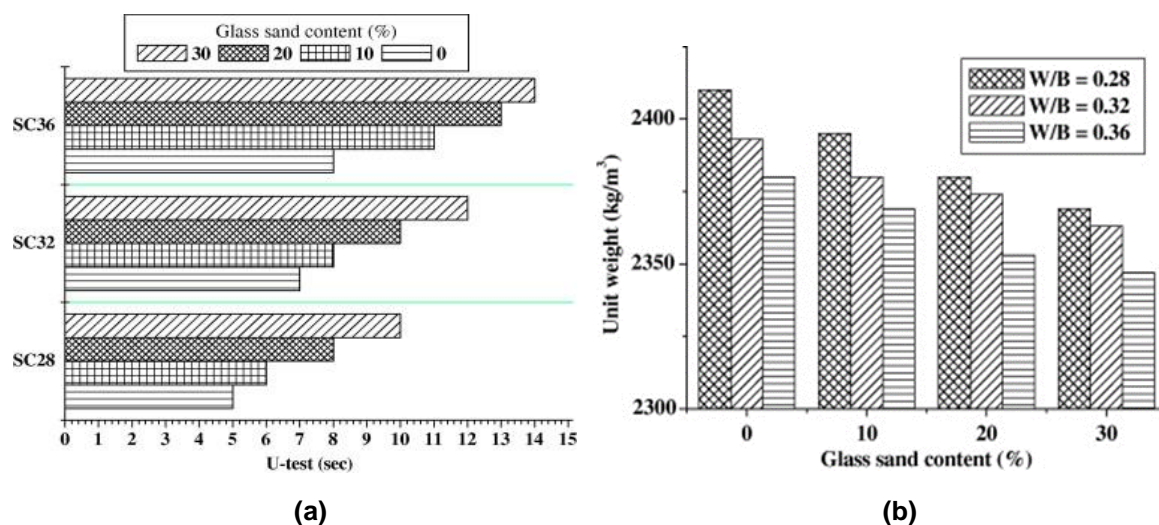 Glass sand content (%)
30 20 10 0
SC36
SC32
SC28
0 1 2 3 4 5 6 7 8 9 10 11 12 13 14 15
U-test (sec)
(a)
W/B = 0.28
W/B = 0.32
W/B = 0.36
2400
2350
2300
Unit weight (kg/m³)
0 10 20 30
Glass sand content (%)
(b)